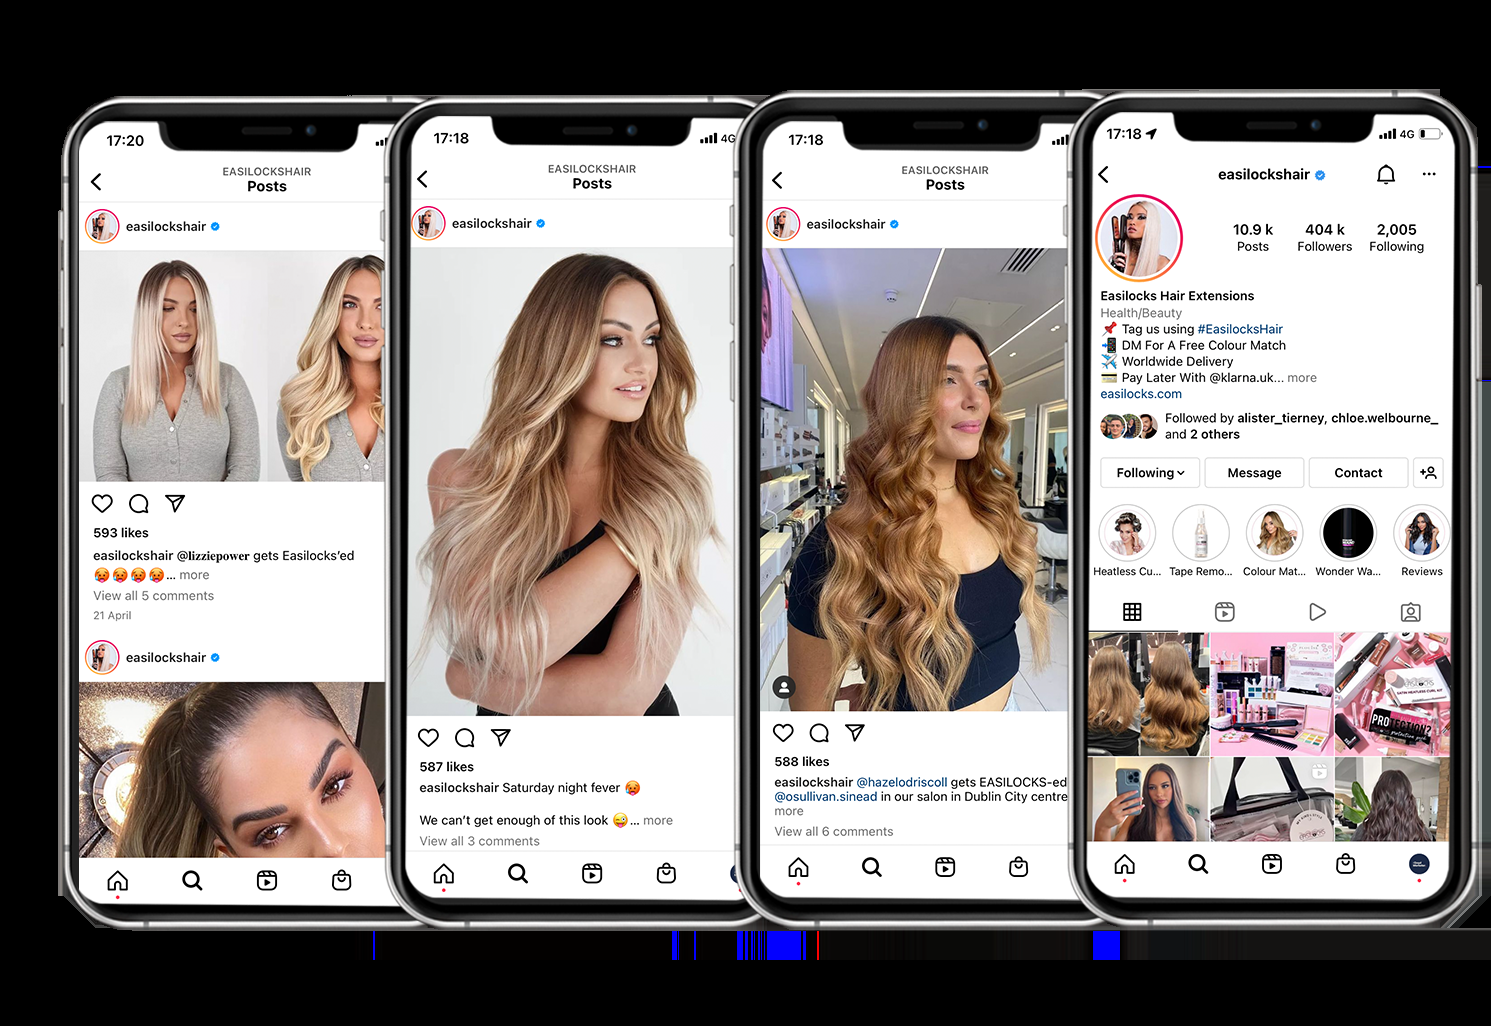 17:20
EASILOCKSHAIR
Posts
easilockshair
593 likes
easilockshair @lizziepower gets Easilocks'ed
🥵🥵🥵🥵... more
View all 5 comments
21 April
easilockshair
17:18
4G
EASILOCKSHAIR
Posts
easilockshair
587 likes
easilockshair Saturday night fever 🥵
We can't get enough of this look 😜... more
View all 3 comments
17:18
EASILOCKSHAIR
Posts
easilockshair
588 likes
easilockshair @hazelodriscoll gets EASILOCKS-ed
@osullivan.sinead in our salon in Dublin City centre
more
View all 6 comments
17:18
4G
easilockshair
10.9 k 404 k 2,005
Posts Followers Following
Easilocks Hair Extensions
Health/Beauty
📌 Tag us using #EasilocksHair
📲 DM For A Free Colour Match
✈️ Worldwide Delivery
💳 Pay Later With @klarna.uk... more
easilocks.com
Followed by alister_tierney, chloe.welbourne_
and 2 others
Following Message Contact
Heatless Cu... Tape Remo... Colour Mat... Wonder Wa... Reviews
SATIN HEATLESS CURL KIT
PROTECTION?